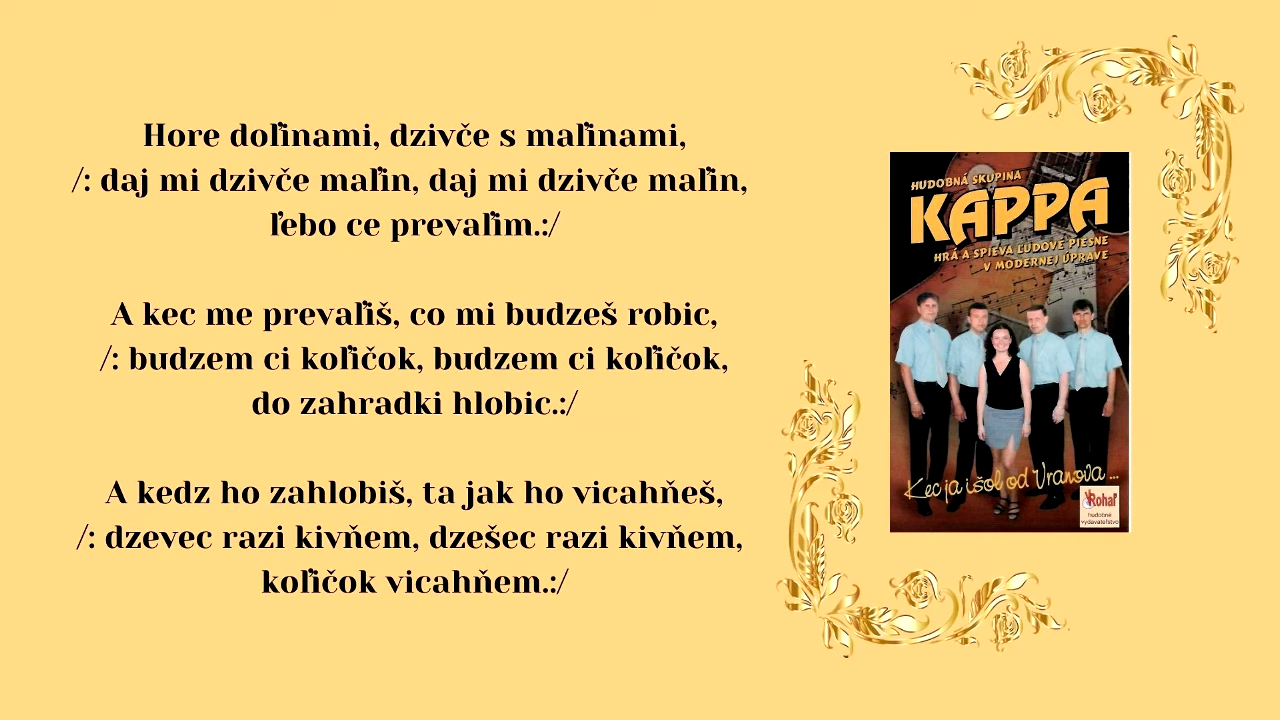 Hore doľinami, dzivče s maľinami,
/: daj mi dzivče maľin, daj mi dzivče maľin,
ľebo ce prevaľim.:/
A kec me prevaľiš, co mi budzeš robic,
/: budzem ci koľičok, budzem ci koľičok,
do zahradki hlobic.:/
A kedz ho zahlobiš, ta jak ho vicahňeš,
/: dzevec razi kivňem, dzešec razi kivňem,
koľičok vicahňem.:/
HUDOBNÁ SKUPINA
KAPPA
HRÁ A SPIEVA ĽUDOVÉ PIESNE
V MODERNEJ ÚPRAVE
Kec ja išol od Vranova...
Rohaľ
hudobné
vydavateľstvo